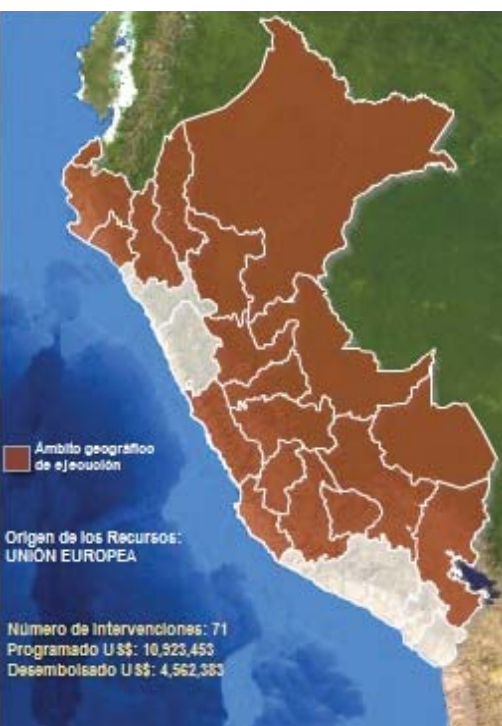 Ámbito geográfico
de ejecución
Origen de los Recursos:
UNIÓN EUROPEA
Número de Intervenciones: 71
Programado US$: 10,923,453
Desembolsado US$: 4,562,383